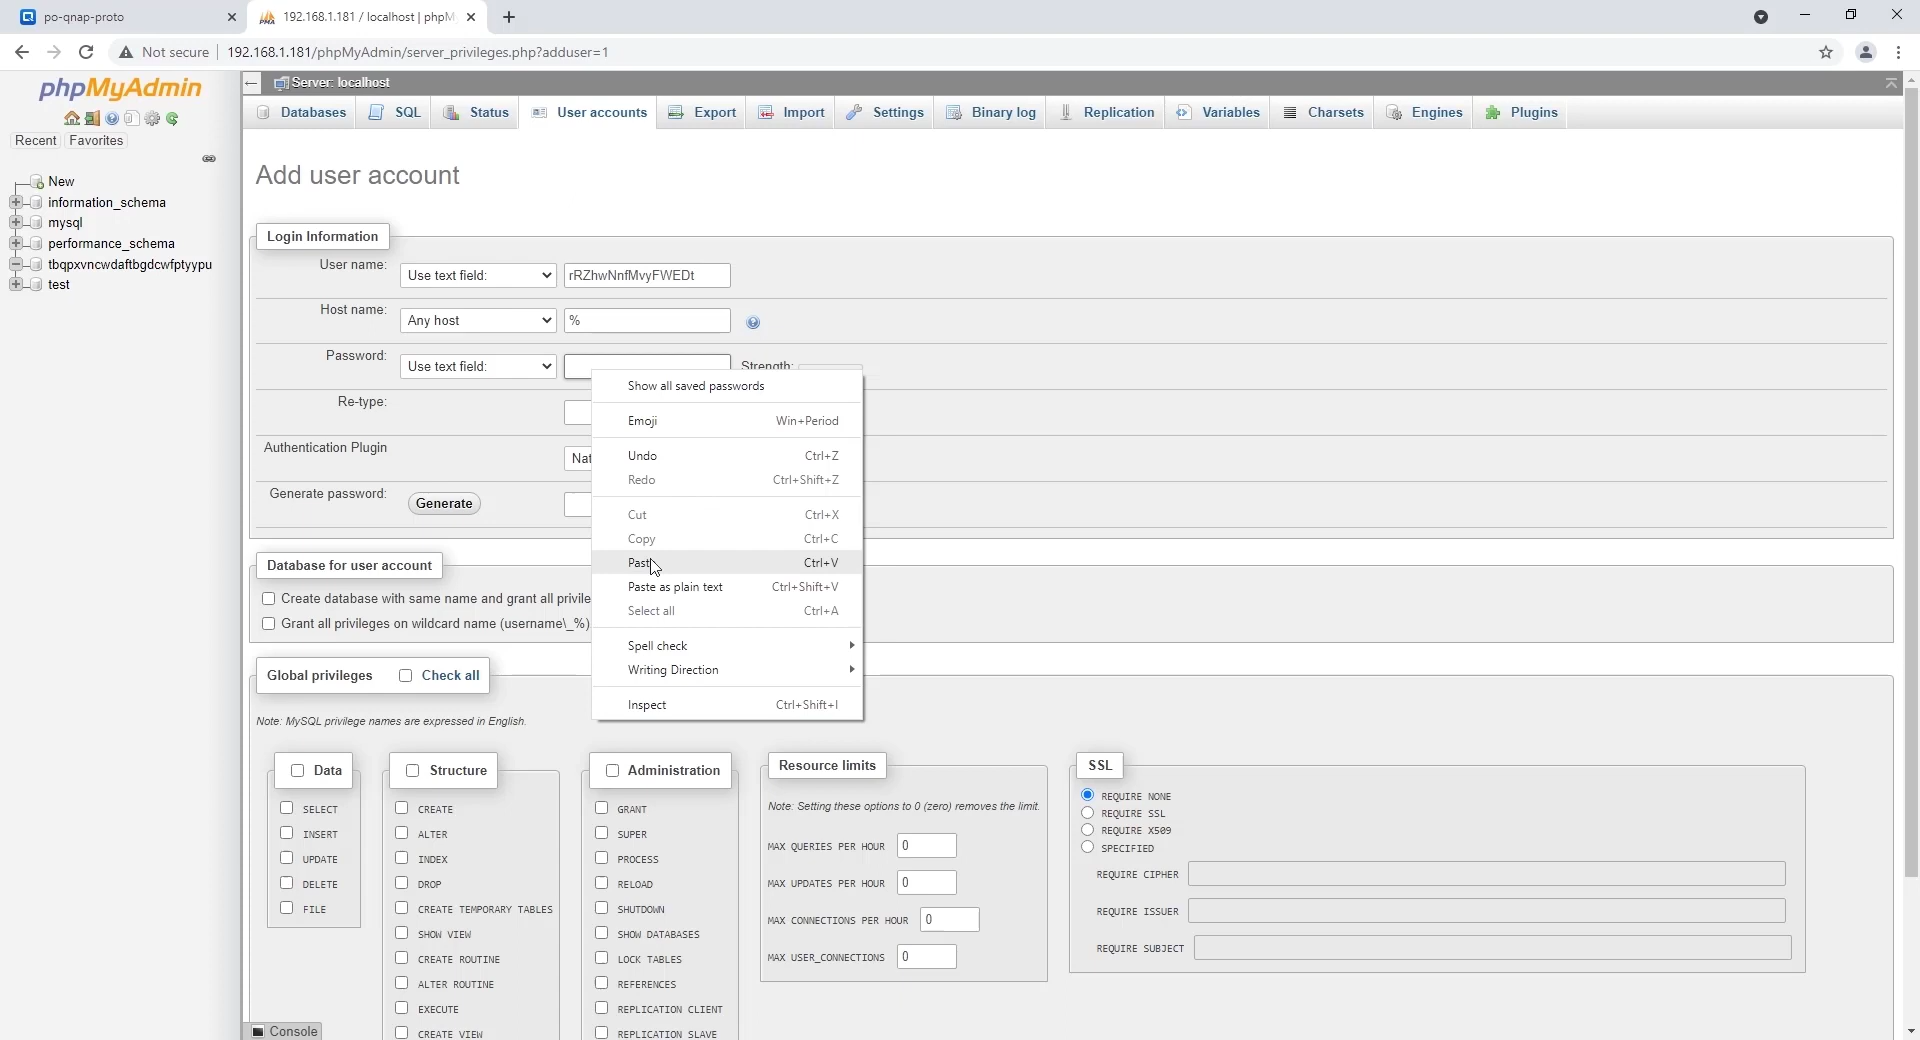 po-qnap-proto
192.168.1.181 / localhost | phpM
Not secure
192.168.1.181/phpMyAdmin/server_privileges.php?adduser=1
phpMyAdmin
Recent
Favorites
New
information_schema
mysql
performance_schema
tbqpxvncwdaftbgdcwfptyypu
test
Server: localhost
Databases
SQL
Status
User accounts
Export
Import
Settings
Binary log
Replication
Variables
Charsets
Engines
Plugins
Add user account
Login Information
User name:
Use text field:
rRZhwNnfMvyFWEDt
Host name:
Any host
%
Password:
Use text field:
Strength:
Re-type:
Authentication Plugin
Nat
Generate password:
Generate
Show all saved passwords
Emoji Win+Period
Undo Ctrl+Z
Redo Ctrl+Shift+Z
Cut Ctrl+X
Copy Ctrl+C
Paste Ctrl+V
Paste as plain text Ctrl+Shift+V
Select all Ctrl+A
Spell check
Writing Direction
Inspect Ctrl+Shift+I
Database for user account
Create database with same name and grant all privile
Grant all privileges on wildcard name (username\_%)
Global privileges
Check all
Note: MySQL privilege names are expressed in English.
Data
SELECT
INSERT
UPDATE
DELETE
FILE
Structure
CREATE
ALTER
INDEX
DROP
CREATE TEMPORARY TABLES
SHOW VIEW
CREATE ROUTINE
ALTER ROUTINE
EXECUTE
CREATE VIEW
Administration
GRANT
SUPER
PROCESS
RELOAD
SHUTDOWN
SHOW DATABASES
LOCK TABLES
REFERENCES
REPLICATION CLIENT
REPLICATION SLAVE
Resource limits
Note: Setting these options to 0 (zero) removes the limit.
MAX QUERIES PER HOUR 0
MAX UPDATES PER HOUR 0
MAX CONNECTIONS PER HOUR 0
MAX USER_CONNECTIONS 0
SSL
REQUIRE NONE
REQUIRE SSL
REQUIRE X509
SPECIFIED
REQUIRE CIPHER
REQUIRE ISSUER
REQUIRE SUBJECT
Console